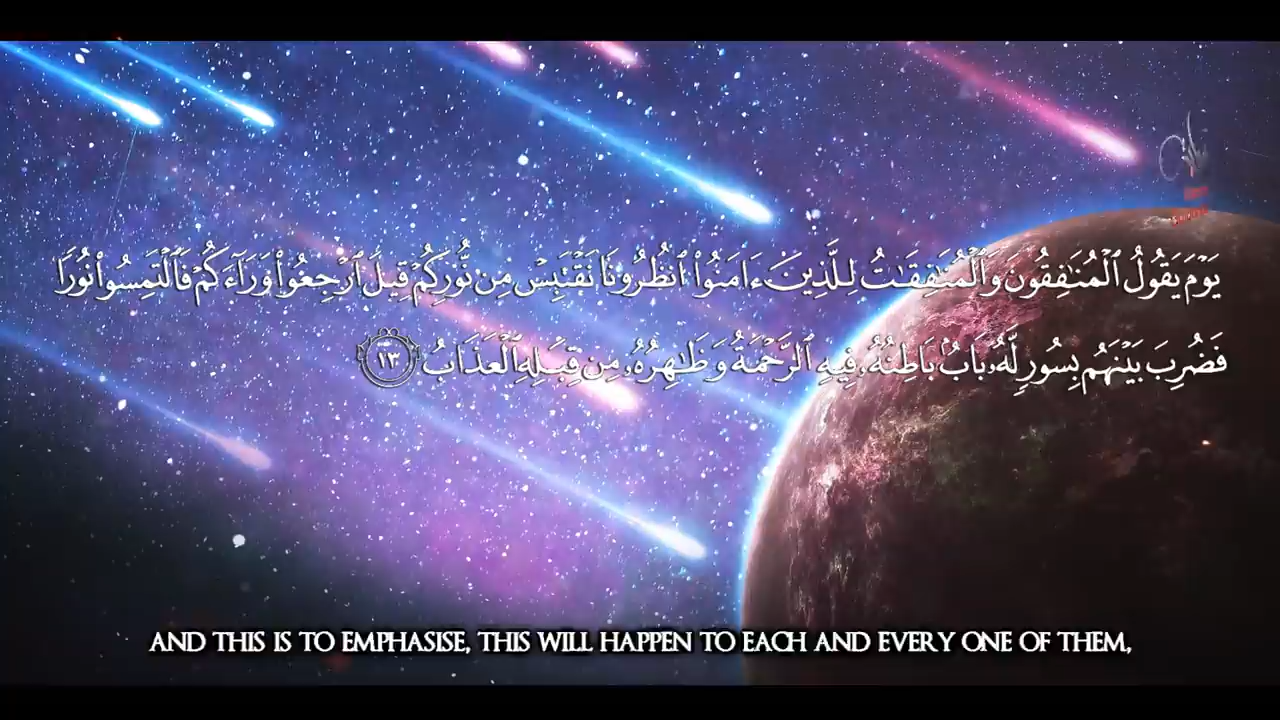 يَوْمَ يَقُولُ ٱلْمُنَٰفِقُونَ وَٱلْمُنَٰفِقَٰتُ لِلَّذِينَ ءَامَنُوا۟ ٱنظُرُونَا نَقْتَبِسْ مِن نُّورِكُمْ قِيلَ ٱرْجِعُوا۟ وَرَآءَكُمْ فَٱلْتَمِسُوا۟ نُورًا
فَضُرِبَ بَيْنَهُم بِسُورٍ لَّهُۥ بَابٌۢ بَاطِنُهُۥ فِيهِ ٱلرَّحْمَةُ وَظَٰهِرُهُۥ مِن قِبَلِهِ ٱلْعَذَابُ ١٣
AND THIS IS TO EMPHASISE, THIS WILL HAPPEN TO EACH AND EVERY ONE OF THEM,